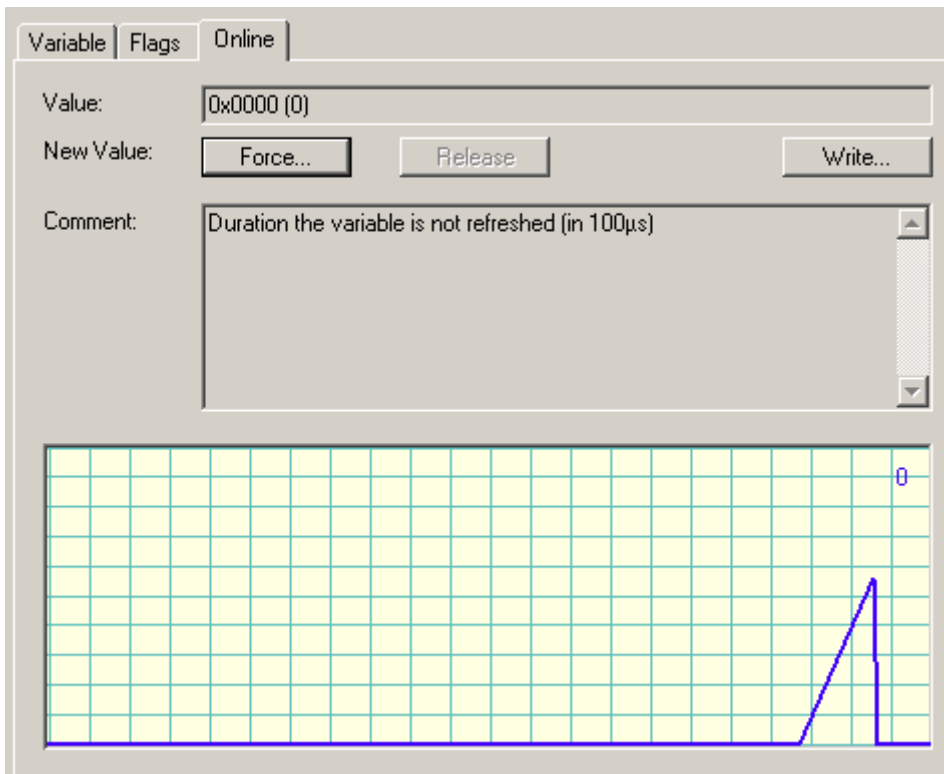 Variable Flags Online
Value: 0x0000 (0)
New Value: Force... Release Write...
Comment: Duration the variable is not refreshed (in 100µs)
0